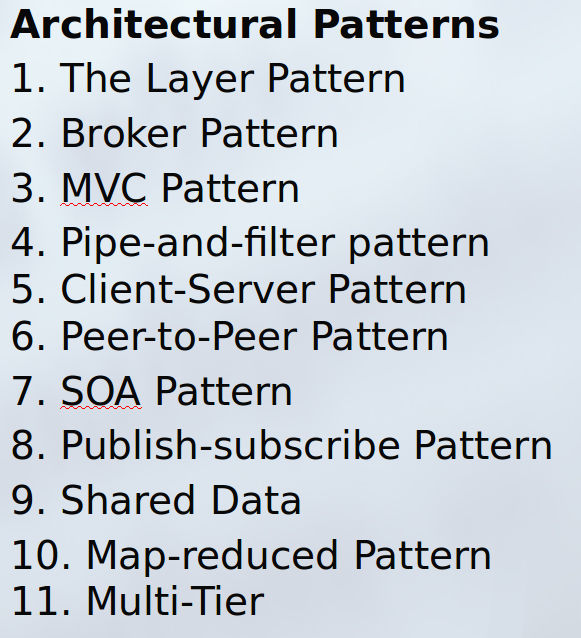 Architectural Patterns
1. The Layer Pattern
2. Broker Pattern
3. MVC Pattern
4. Pipe-and-filter pattern
5. Client-Server Pattern
6. Peer-to-Peer Pattern
7. SOA Pattern
8. Publish-subscribe Pattern
9. Shared Data
10. Map-reduced Pattern
11. Multi-Tier